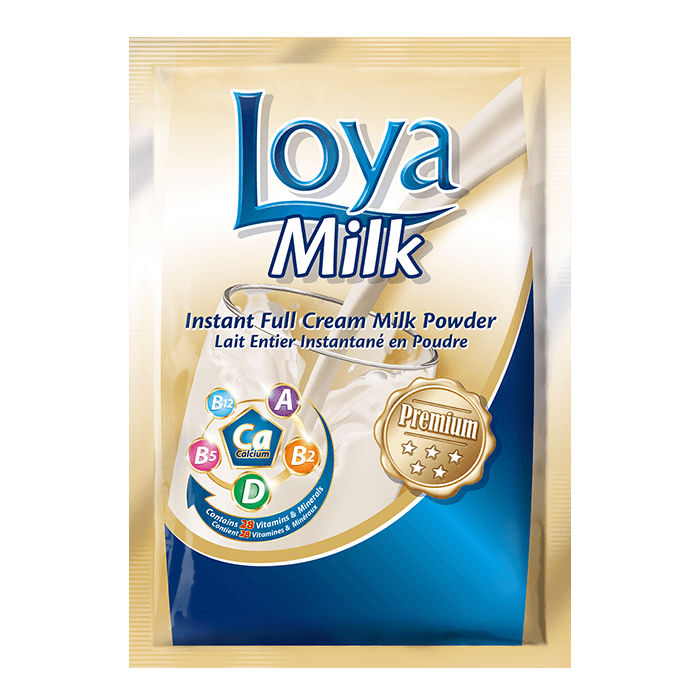 Loya
Milk
Instant Full Cream Milk Powder
Lait Entier Instantané en Poudre
B12
A
Ca
Calcium
B5
B2
D
Contains 28 Vitamins & Minerals
Contient 28 Vitamines & Minéraux
Premium